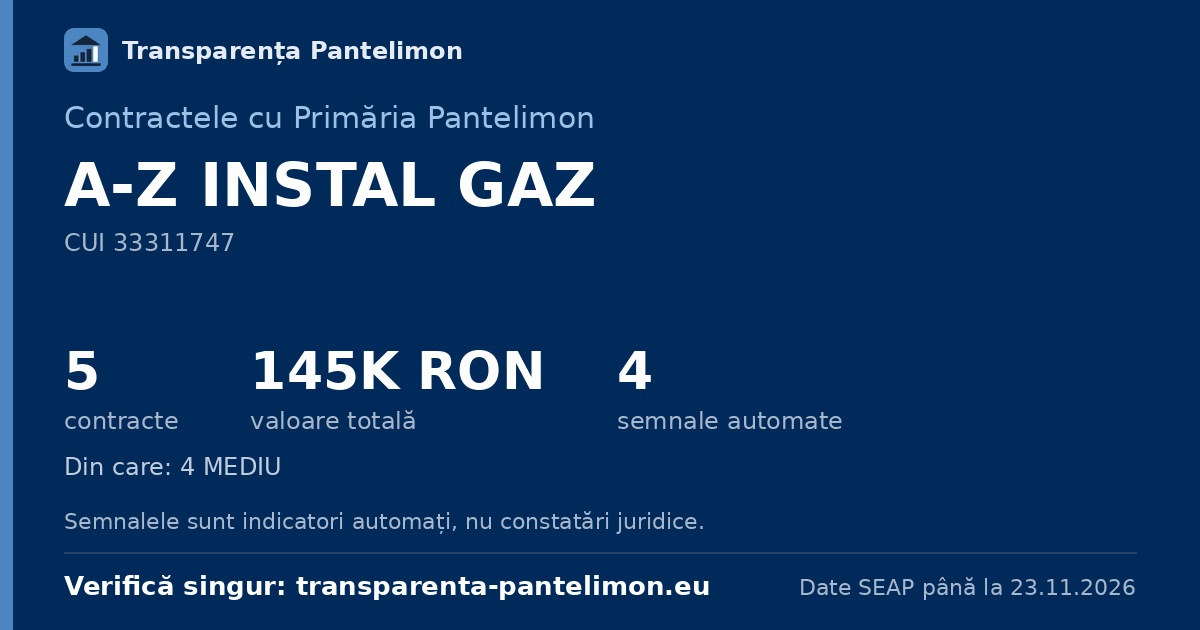 Transparența Pantelimon
Contractele cu Primăria Pantelimon
A-Z INSTAL GAZ
CUI 33311747
5 145K RON 4
contracte valoare totală semnale automate
Din care: 4 MEDIU
Semnalele sunt indicatori automați, nu constatări juridice.
Verifică singur: transparenta-pantelimon.eu Date SEAP până la 23.11.2026